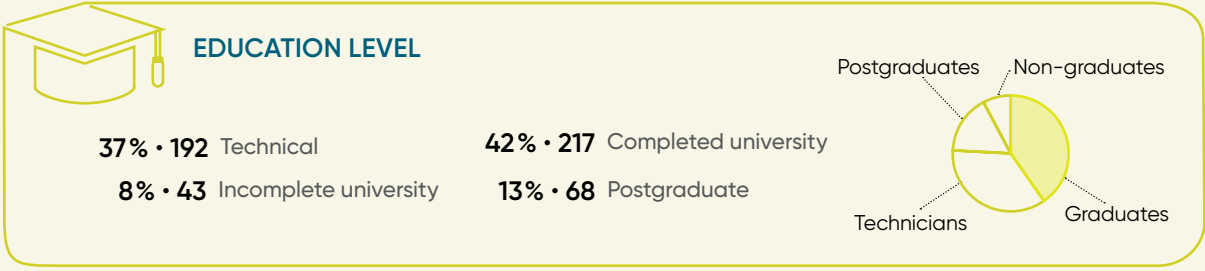 EDUCATION LEVEL
37% · 192 Technical
8% · 43 Incomplete university
42% · 217 Completed university
13% · 68 Postgraduate
Postgraduates
Non-graduates
Technicians
Graduates